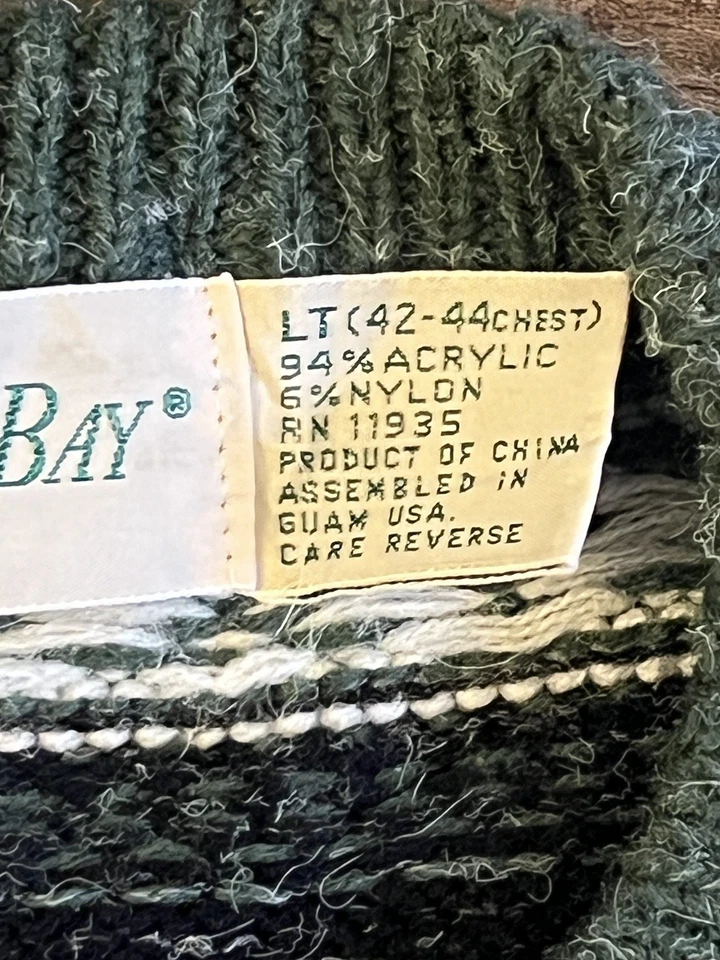 BAY®
LT (42-44CHEST)
94% ACRYLIC
6% NYLON
RN 11935
PRODUCT OF CHINA
ASSEMBLED IN
GUAM USA.
CARE REVERSE